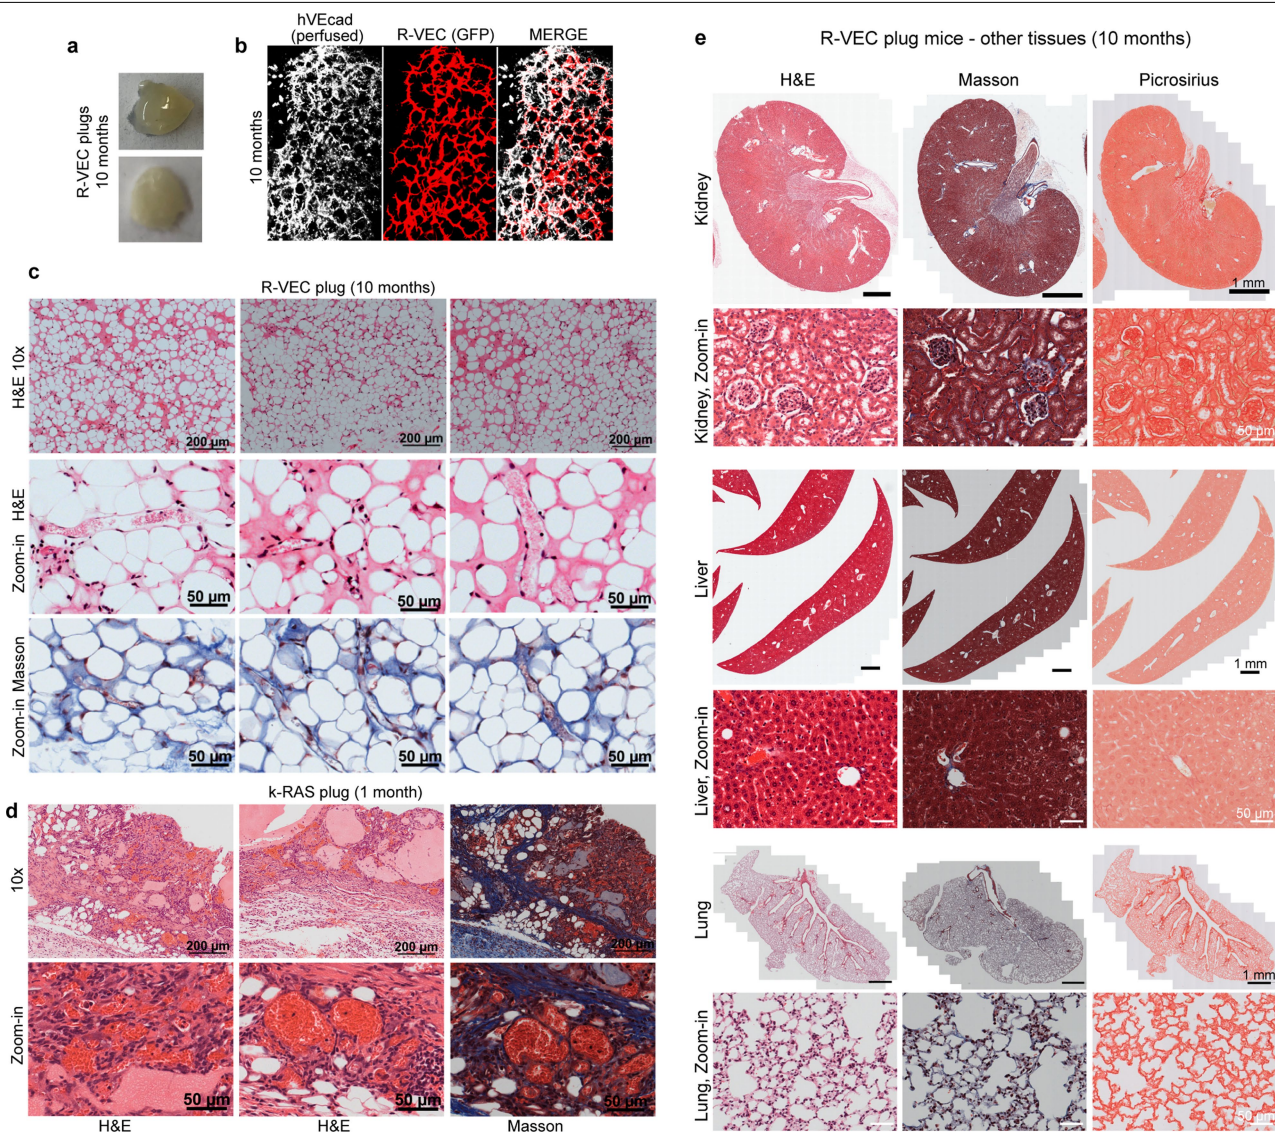 a
R-VEC plugs
10 months
b
hVEcad
(perfused)
R-VEC (GFP)
MERGE
10 months
c
R-VEC plug (10 months)
H&E 10x
200 µm
200 µm
200 µm
Zoom-in H&E
50 µm
50 µm
50 µm
Zoom-in Masson
50 µm
50 µm
50 µm
d
k-RAS plug (1 month)
10x
200 µm
200 µm
200 µm
Zoom-in
50 µm
50 µm
50 µm
H&E
H&E
Masson
e
R-VEC plug mice - other tissues (10 months)
H&E
Masson
Picrosirius
Kidney
1 mm
Kidney, Zoom-in
50 µm
Liver
1 mm
Liver, Zoom-in
50 µm
Lung
1 mm
Lung, Zoom-in
50 µm